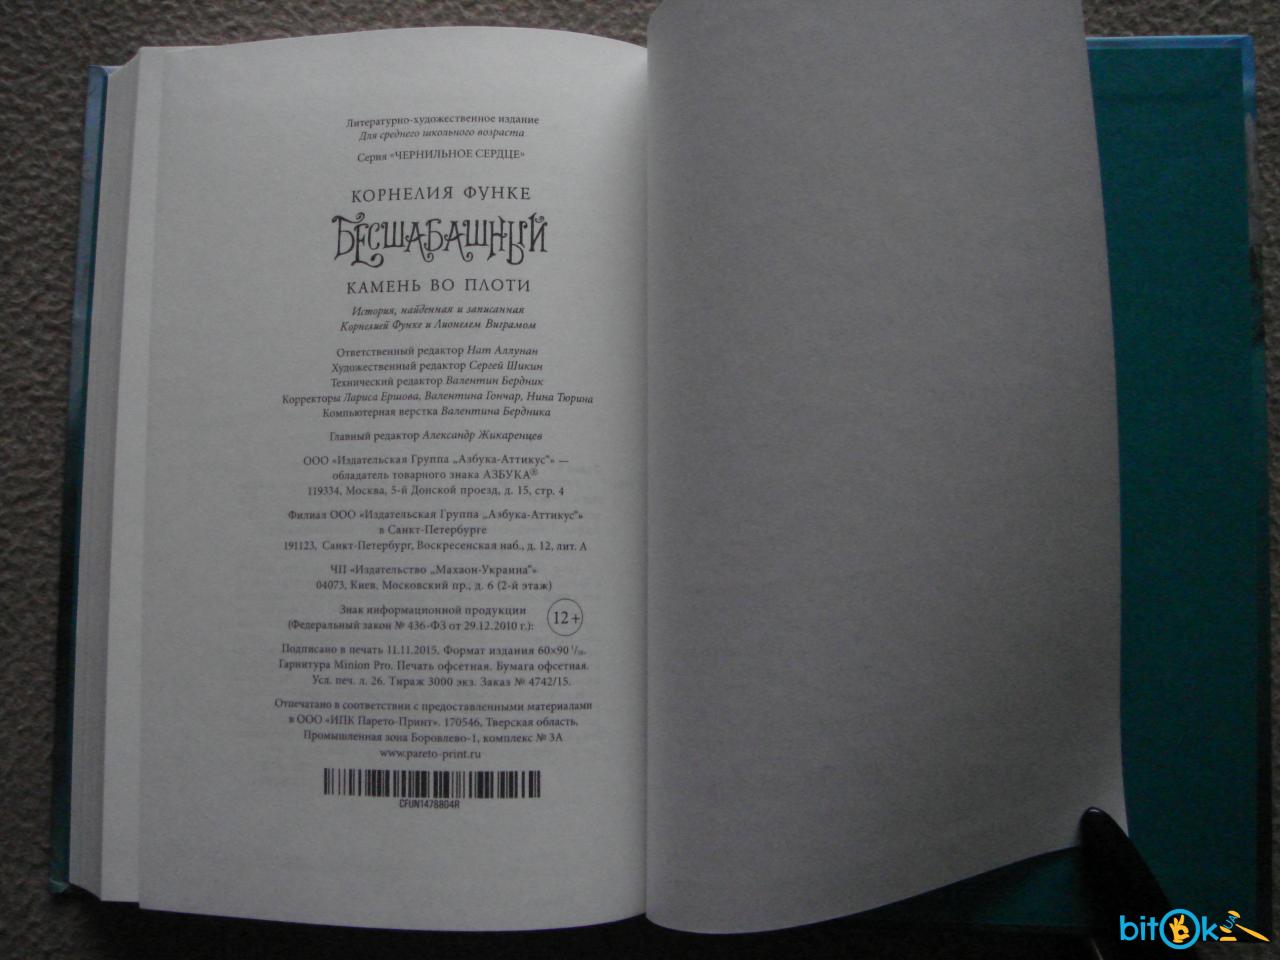 Литературно-художественное издание
Для среднего школьного возраста
Серия «ЧЕРНИЛЬНОЕ СЕРДЦЕ»
КОРНЕЛИЯ ФУНКЕ
БЕСШАБАШНЫЙ
КАМЕНЬ ВО ПЛОТИ
История, найденная и записанная
Корнелией Функе и Лионелем Виграмом
Ответственный редактор Нат Аллунан
Художественный редактор Сергей Шикин
Технический редактор Валентин Бердник
Корректоры Лариса Ершова, Валентина Гончар, Нина Тюрина
Компьютерная верстка Валентина Бердника
Главный редактор Александр Жикаренцев
ООО «Издательская Группа „Азбука-Аттикус“» —
обладатель товарного знака АЗБУКА®
119334, Москва, 5-й Донской проезд, д. 15, стр. 4
Филиал ООО «Издательская Группа „Азбука-Аттикус“»
в Санкт-Петербурге
191123, Санкт-Петербург, Воскресенская наб., д. 12, лит. А
ЧП «Издательство „Махаон-Украина“»
04073, Киев, Московский пр., д. 6 (2-й этаж)
Знак информационной продукции
(Федеральный закон № 436-ФЗ от 29.12.2010 г.): 12+
Подписано в печать 11.11.2015. Формат издания 60×90 1/16.
Гарнитура Minion Pro. Печать офсетная. Бумага офсетная.
Усл. печ. л. 26. Тираж 3000 экз. Заказ № 4742/15.
Отпечатано в соответствии с предоставленными материалами
в ООО «ИПК Парето-Принт». 170546, Тверская область,
Промышленная зона Боровлево-1, комплекс № 3А
www.pareto-print.ru
CFUN1478804R
bitOk UA